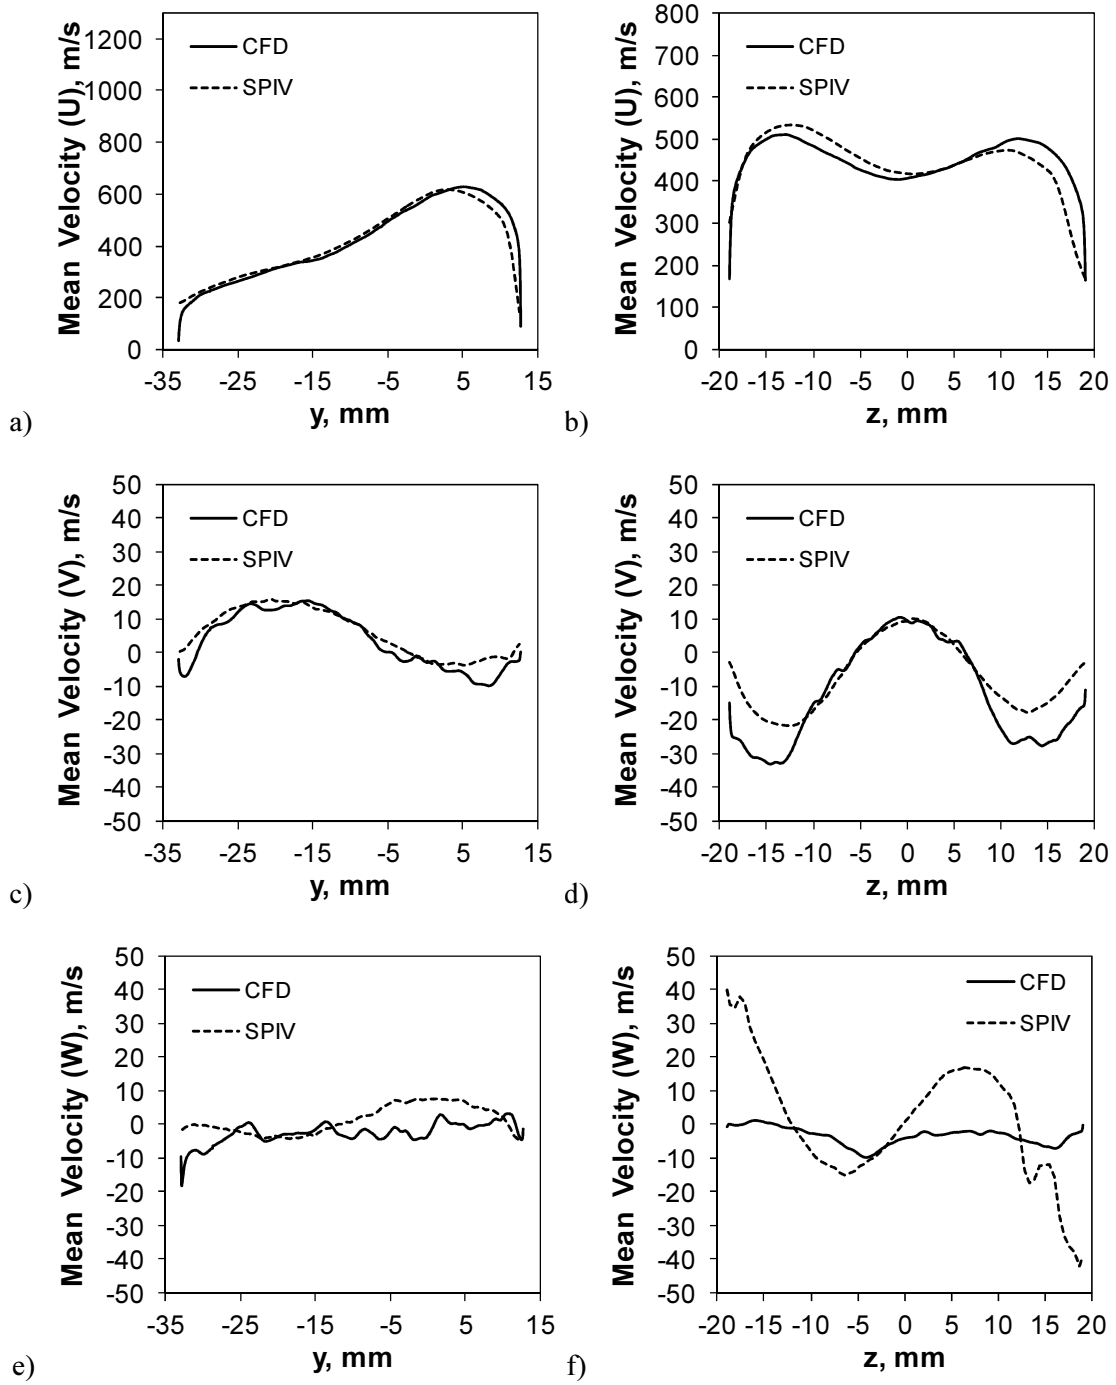 Mean Velocity (U), m/s
1200
1000
800
600
400
200
0
CFD
SPIV
-35 -25 -15 -5 5 15
y, mm
a)
Mean Velocity (U), m/s
800
700
600
500
400
300
200
100
0
CFD
SPIV
-20 -15 -10 -5 0 5 10 15 20
z, mm
b)
Mean Velocity (V), m/s
50
40
30
20
10
0
-10
-20
-30
-40
-50
CFD
SPIV
-35 -25 -15 -5 5 15
y, mm
c)
Mean Velocity (V), m/s
50
40
30
20
10
0
-10
-20
-30
-40
-50
CFD
SPIV
-20 -15 -10 -5 0 5 10 15 20
z, mm
d)
Mean Velocity (W), m/s
50
40
30
20
10
0
-10
-20
-30
-40
-50
CFD
SPIV
-35 -25 -15 -5 5 15
y, mm
e)
Mean Velocity (W), m/s
50
40
30
20
10
0
-10
-20
-30
-40
-50
CFD
SPIV
-20 -15 -10 -5 0 5 10 15 20
z, mm
f)